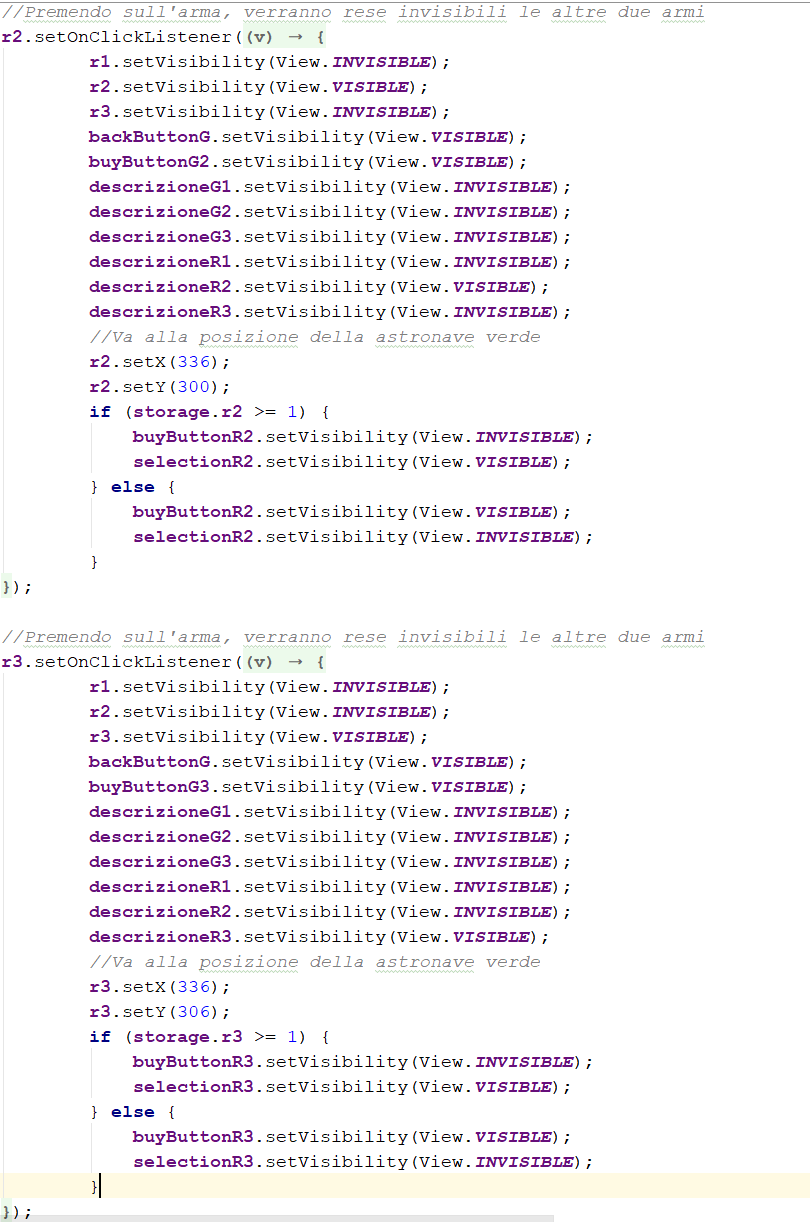 //Premendo sull'arma, verranno rese invisibili le altre due armi
r2.setOnClickListener((v) → {
        r1.setVisibility(View.INVISIBLE);
        r2.setVisibility(View.VISIBLE);
        r3.setVisibility(View.INVISIBLE);
        backButtonG.setVisibility(View.VISIBLE);
        buyButtonG2.setVisibility(View.VISIBLE);
        descrizioneG1.setVisibility(View.INVISIBLE);
        descrizioneG2.setVisibility(View.INVISIBLE);
        descrizioneG3.setVisibility(View.INVISIBLE);
        descrizioneR1.setVisibility(View.INVISIBLE);
        descrizioneR2.setVisibility(View.VISIBLE);
        descrizioneR3.setVisibility(View.INVISIBLE);
        //Va alla posizione della astronave verde
        r2.setX(336);
        r2.setY(300);
        if (storage.r2 >= 1) {
            buyButtonR2.setVisibility(View.INVISIBLE);
            selectionR2.setVisibility(View.VISIBLE);
        } else {
            buyButtonR2.setVisibility(View.VISIBLE);
            selectionR2.setVisibility(View.INVISIBLE);
        }
});
//Premendo sull'arma, verranno rese invisibili le altre due armi
r3.setOnClickListener((v) → {
        r1.setVisibility(View.INVISIBLE);
        r2.setVisibility(View.INVISIBLE);
        r3.setVisibility(View.VISIBLE);
        backButtonG.setVisibility(View.VISIBLE);
        buyButtonG3.setVisibility(View.VISIBLE);
        descrizioneG1.setVisibility(View.INVISIBLE);
        descrizioneG2.setVisibility(View.INVISIBLE);
        descrizioneG3.setVisibility(View.INVISIBLE);
        descrizioneR1.setVisibility(View.INVISIBLE);
        descrizioneR2.setVisibility(View.INVISIBLE);
        descrizioneR3.setVisibility(View.VISIBLE);
        //Va alla posizione della astronave verde
        r3.setX(336);
        r3.setY(306);
        if (storage.r3 >= 1) {
            buyButtonR3.setVisibility(View.INVISIBLE);
            selectionR3.setVisibility(View.VISIBLE);
        } else {
            buyButtonR3.setVisibility(View.VISIBLE);
            selectionR3.setVisibility(View.INVISIBLE);
        }
});